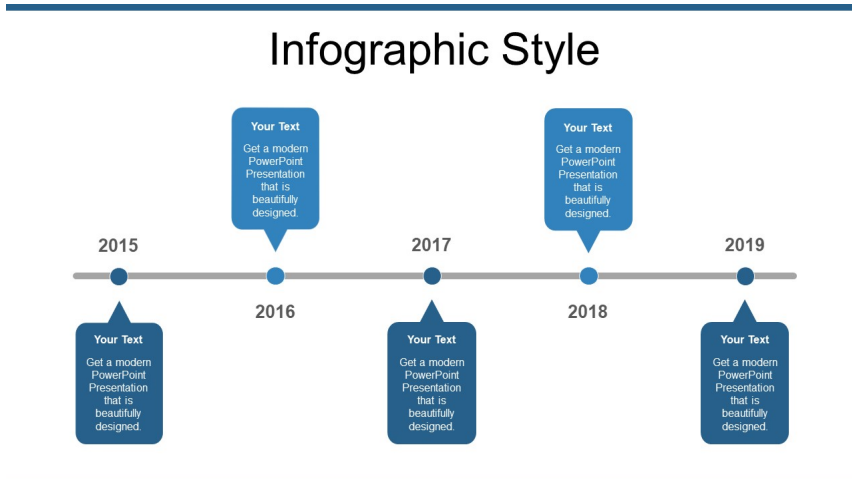 Infographic Style
Your Text
Get a modern
PowerPoint
Presentation
that is
beautifully
designed.
Your Text
Get a modern
PowerPoint
Presentation
that is
beautifully
designed.
2015
2017
2019
2016
2018
Your Text
Get a modern
PowerPoint
Presentation
that is
beautifully
designed.
Your Text
Get a modern
PowerPoint
Presentation
that is
beautifully
designed.
Your Text
Get a modern
PowerPoint
Presentation
that is
beautifully
designed.